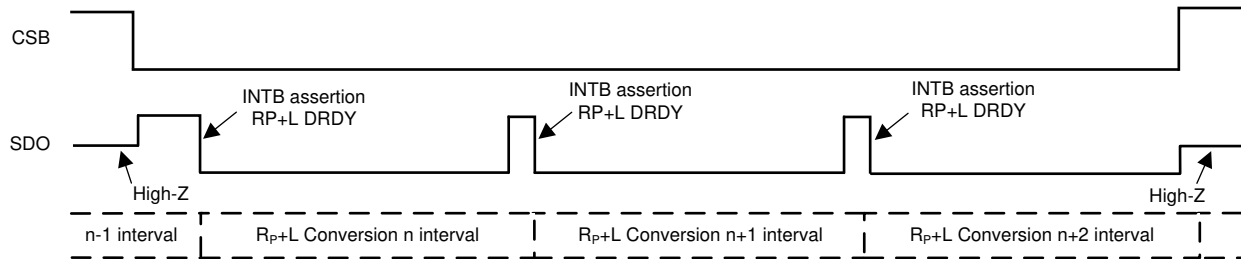 CSB
INTB assertion
RP+L DRDY
INTB assertion
RP+L DRDY
INTB assertion
RP+L DRDY
SDO
High-Z
High-Z
n-1 interval
RP+L Conversion n interval
RP+L Conversion n+1 interval
RP+L Conversion n+2 interval